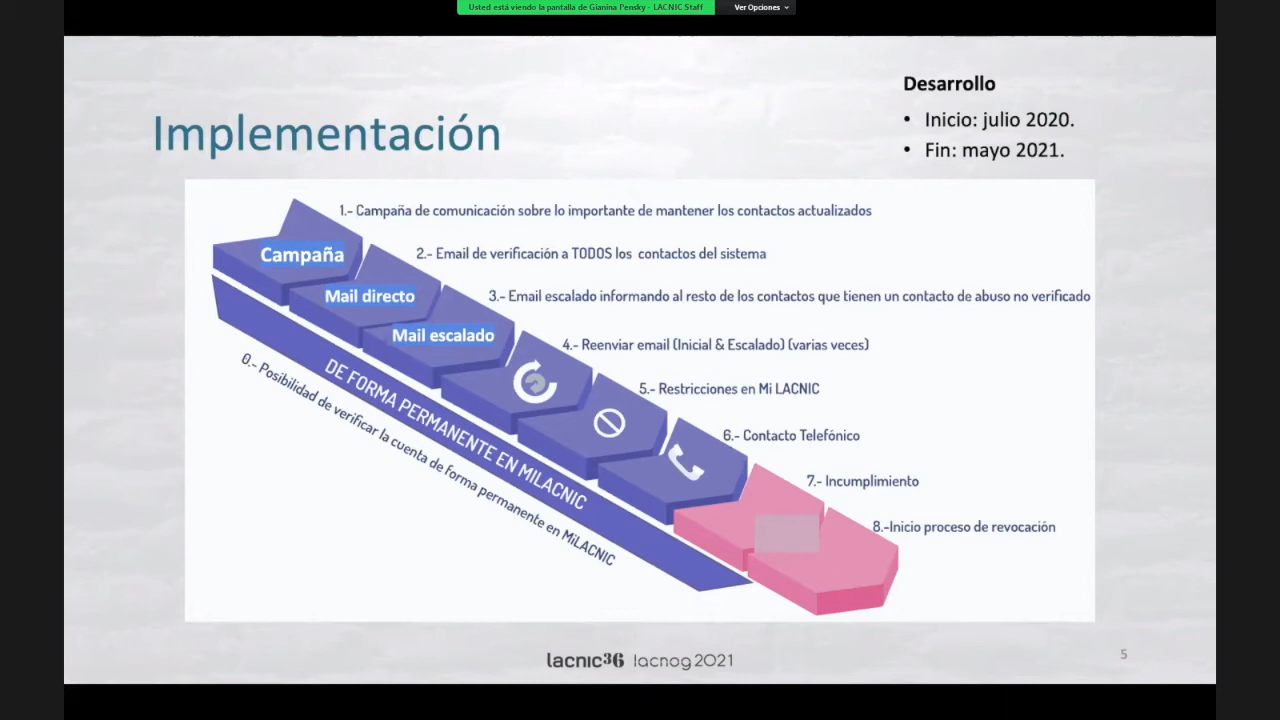 Usted está viendo la pantalla de Gianina Pensky - LACNIC Staff
Ver Opciones
Desarrollo
• Inicio: julio 2020.
• Fin: mayo 2021.
Implementación
1.- Campaña de comunicación sobre lo importante de mantener los contactos actualizados
Campaña
2.- Email de verificación a TODOS los contactos del sistema
Mail directo
3.- Email escalado informando al resto de los contactos que tienen un contacto de abuso no verificado
Mail escalado
4.- Reenviar email (Inicial & Escalado) (varias veces)
5.- Restricciones en Mi LACNIC
6.- Contacto Telefónico
7.- Incumplimiento
8.-Inicio proceso de revocación
DE FORMA PERMANENTE EN MILACNIC
0.- Posibilidad de verificar la cuenta de forma permanente en MiLACNIC
lacnic36 lacnog2021
5